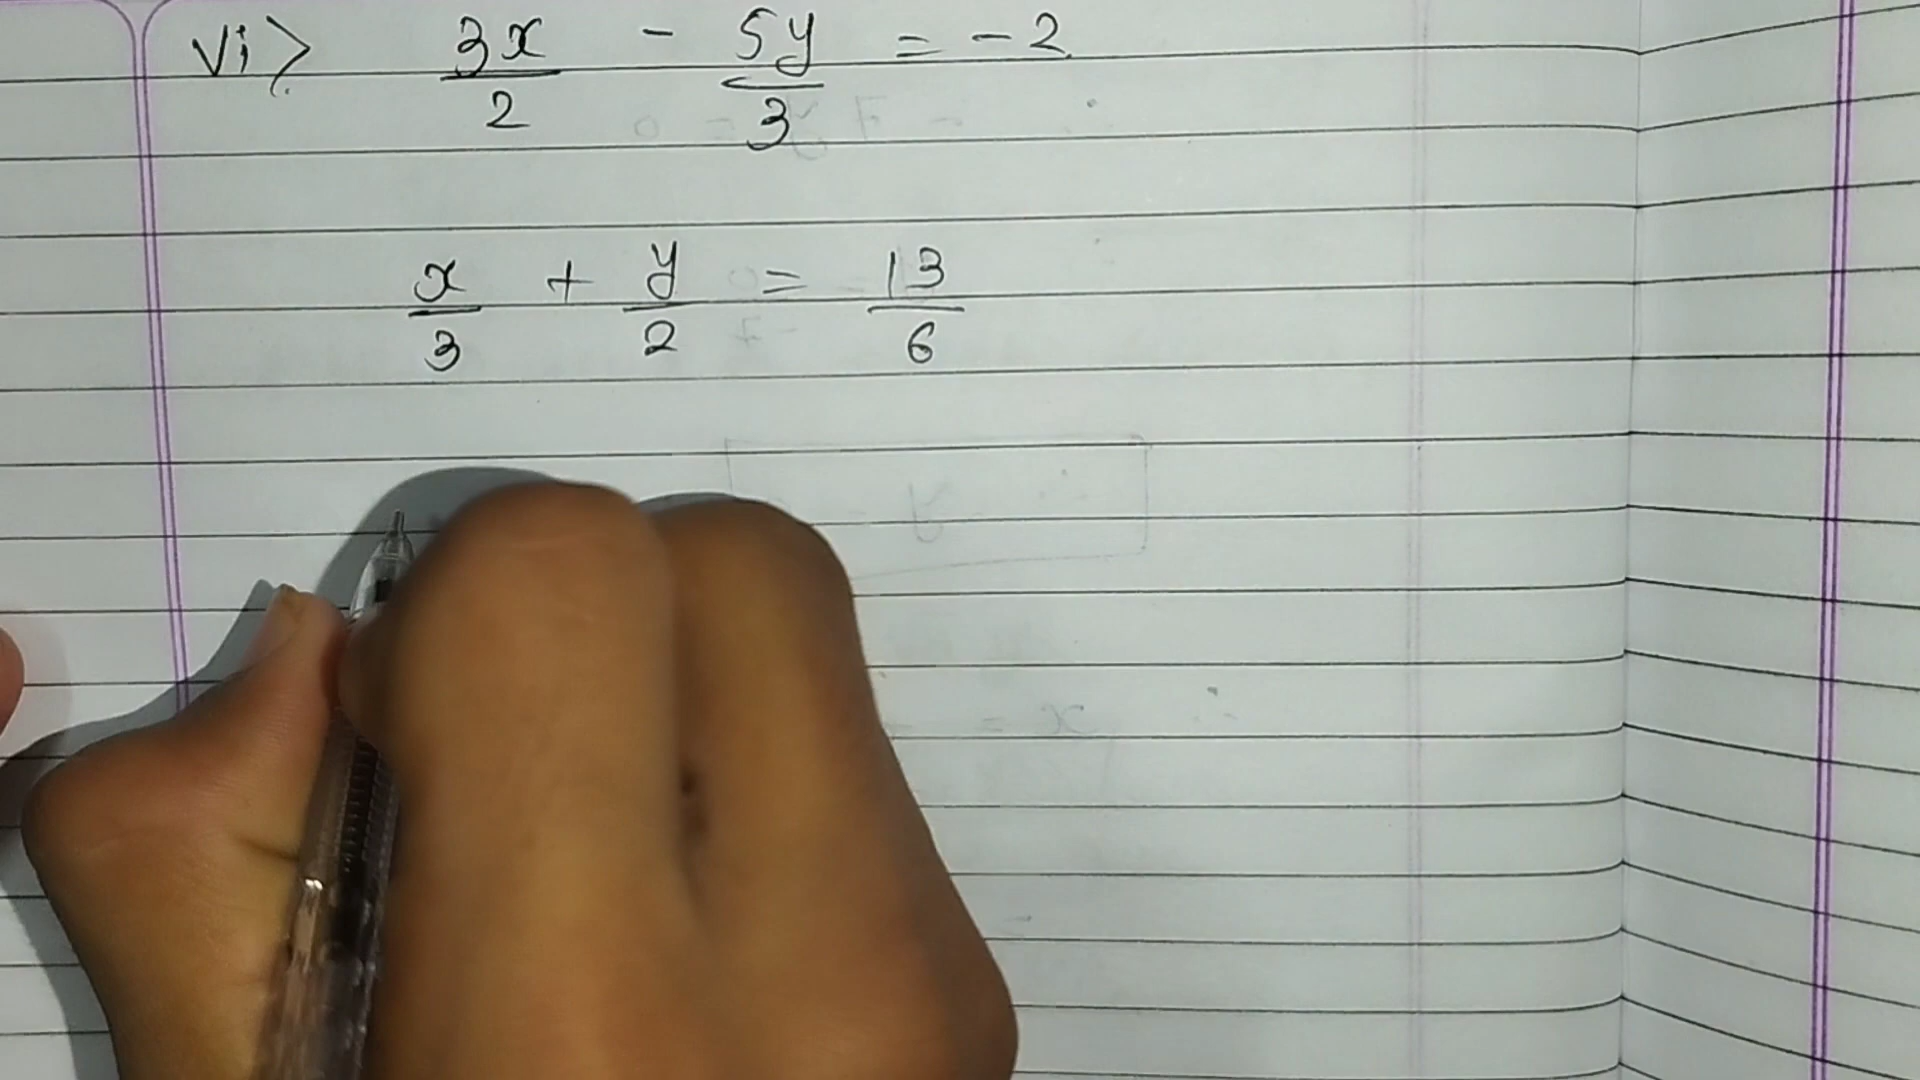 vi> 3x/2 - 5y/3 = -2
x/3 + y/2 = 13/6